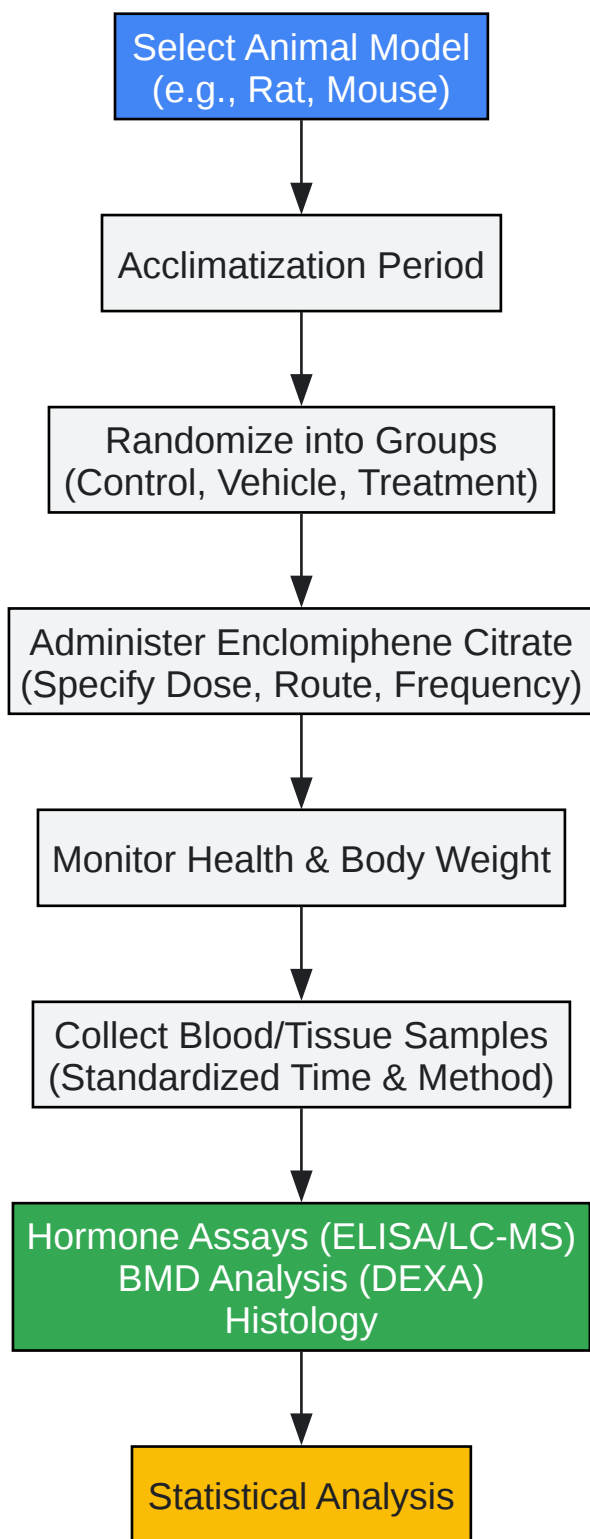 Select Animal Model
(e.g., Rat, Mouse)
Acclimatization Period
Randomize into Groups
(Control, Vehicle, Treatment)
Administer Enclomiphene Citrate
(Specify Dose, Route, Frequency)
Monitor Health & Body Weight
Collect Blood/Tissue Samples
(Standardized Time & Method)
Hormone Assays (ELISA/LC-MS)
BMD Analysis (DEXA)
Histology
Statistical Analysis